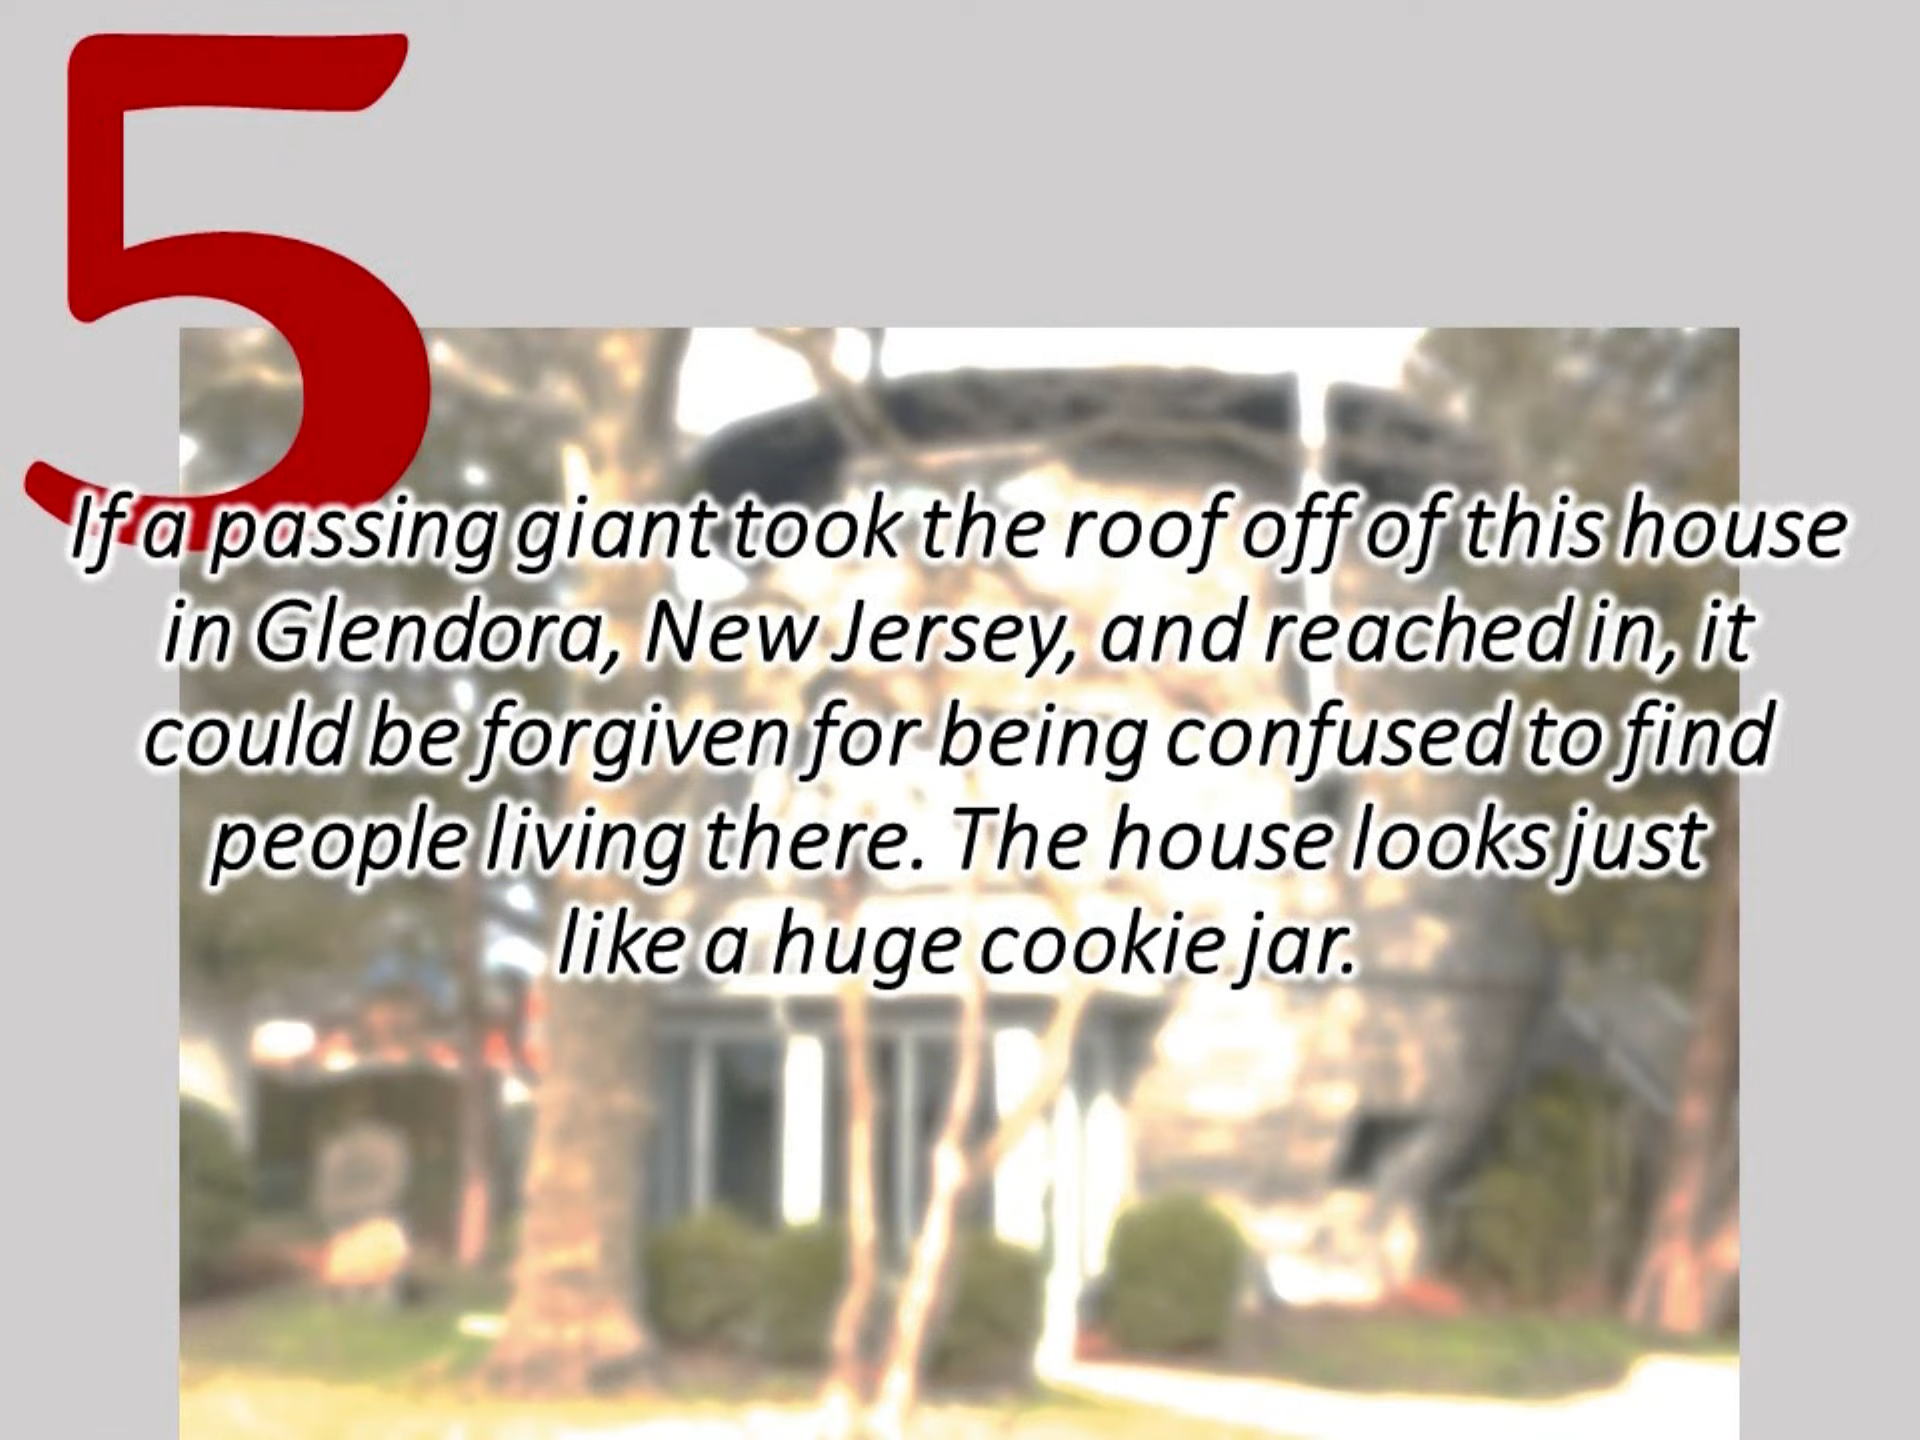 5
If a passing giant took the roof off of this house
in Glendora, New Jersey, and reached in, it
could be forgiven for being confused to find
people living there. The house looks just
like a huge cookie jar.